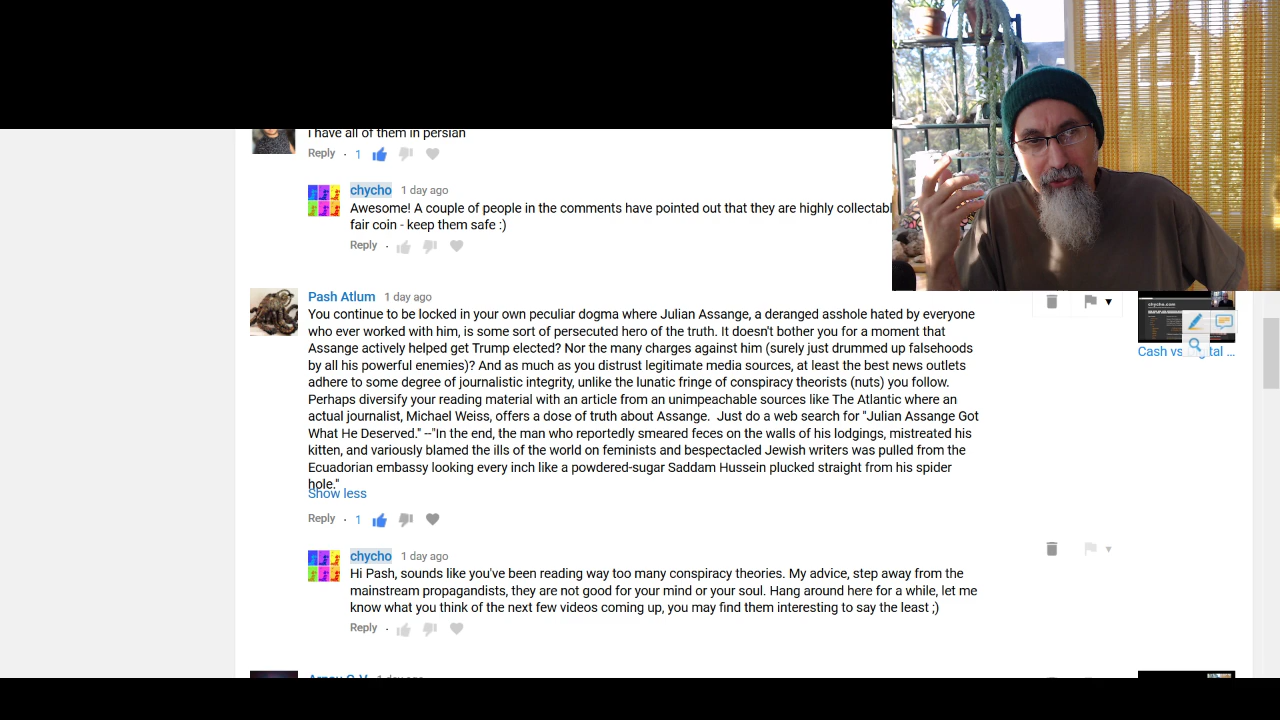 I have all of them in persian
Reply · 1
chycho 1 day ago
Awesome! A couple of people in the comments have pointed out that they are highly collectabl
fair coin - keep them safe :)
Reply ·
Pash Atlum 1 day ago
You continue to be locked in your own peculiar dogma where Julian Assange, a deranged asshole hated by everyone
who ever worked with him, is some sort of persecuted hero of the truth. It doesn't bother you for a moment that
Assange actively helped get Trump elected? Nor the many charges against him (surely just drummed up falsehoods
by all his powerful enemies)? And as much as you distrust legitimate media sources, at least the best news outlets
adhere to some degree of journalistic integrity, unlike the lunatic fringe of conspiracy theorists (nuts) you follow.
Perhaps diversify your reading material with an article from an unimpeachable sources like The Atlantic where an
actual journalist, Michael Weiss, offers a dose of truth about Assange. Just do a web search for "Julian Assange Got
What He Deserved." --"In the end, the man who reportedly smeared feces on the walls of his lodgings, mistreated his
kitten, and variously blamed the ills of the world on feminists and bespectacled Jewish writers was pulled from the
Ecuadorian embassy looking every inch like a powdered-sugar Saddam Hussein plucked straight from his spider
hole."
Show less
Reply · 1
chycho.com
Cash vs Digital ...
chycho 1 day ago
Hi Pash, sounds like you've been reading way too many conspiracy theories. My advice, step away from the
mainstream propagandists, they are not good for your mind or your soul. Hang around here for a while, let me
know what you think of the next few videos coming up, you may find them interesting to say the least ;)
Reply ·